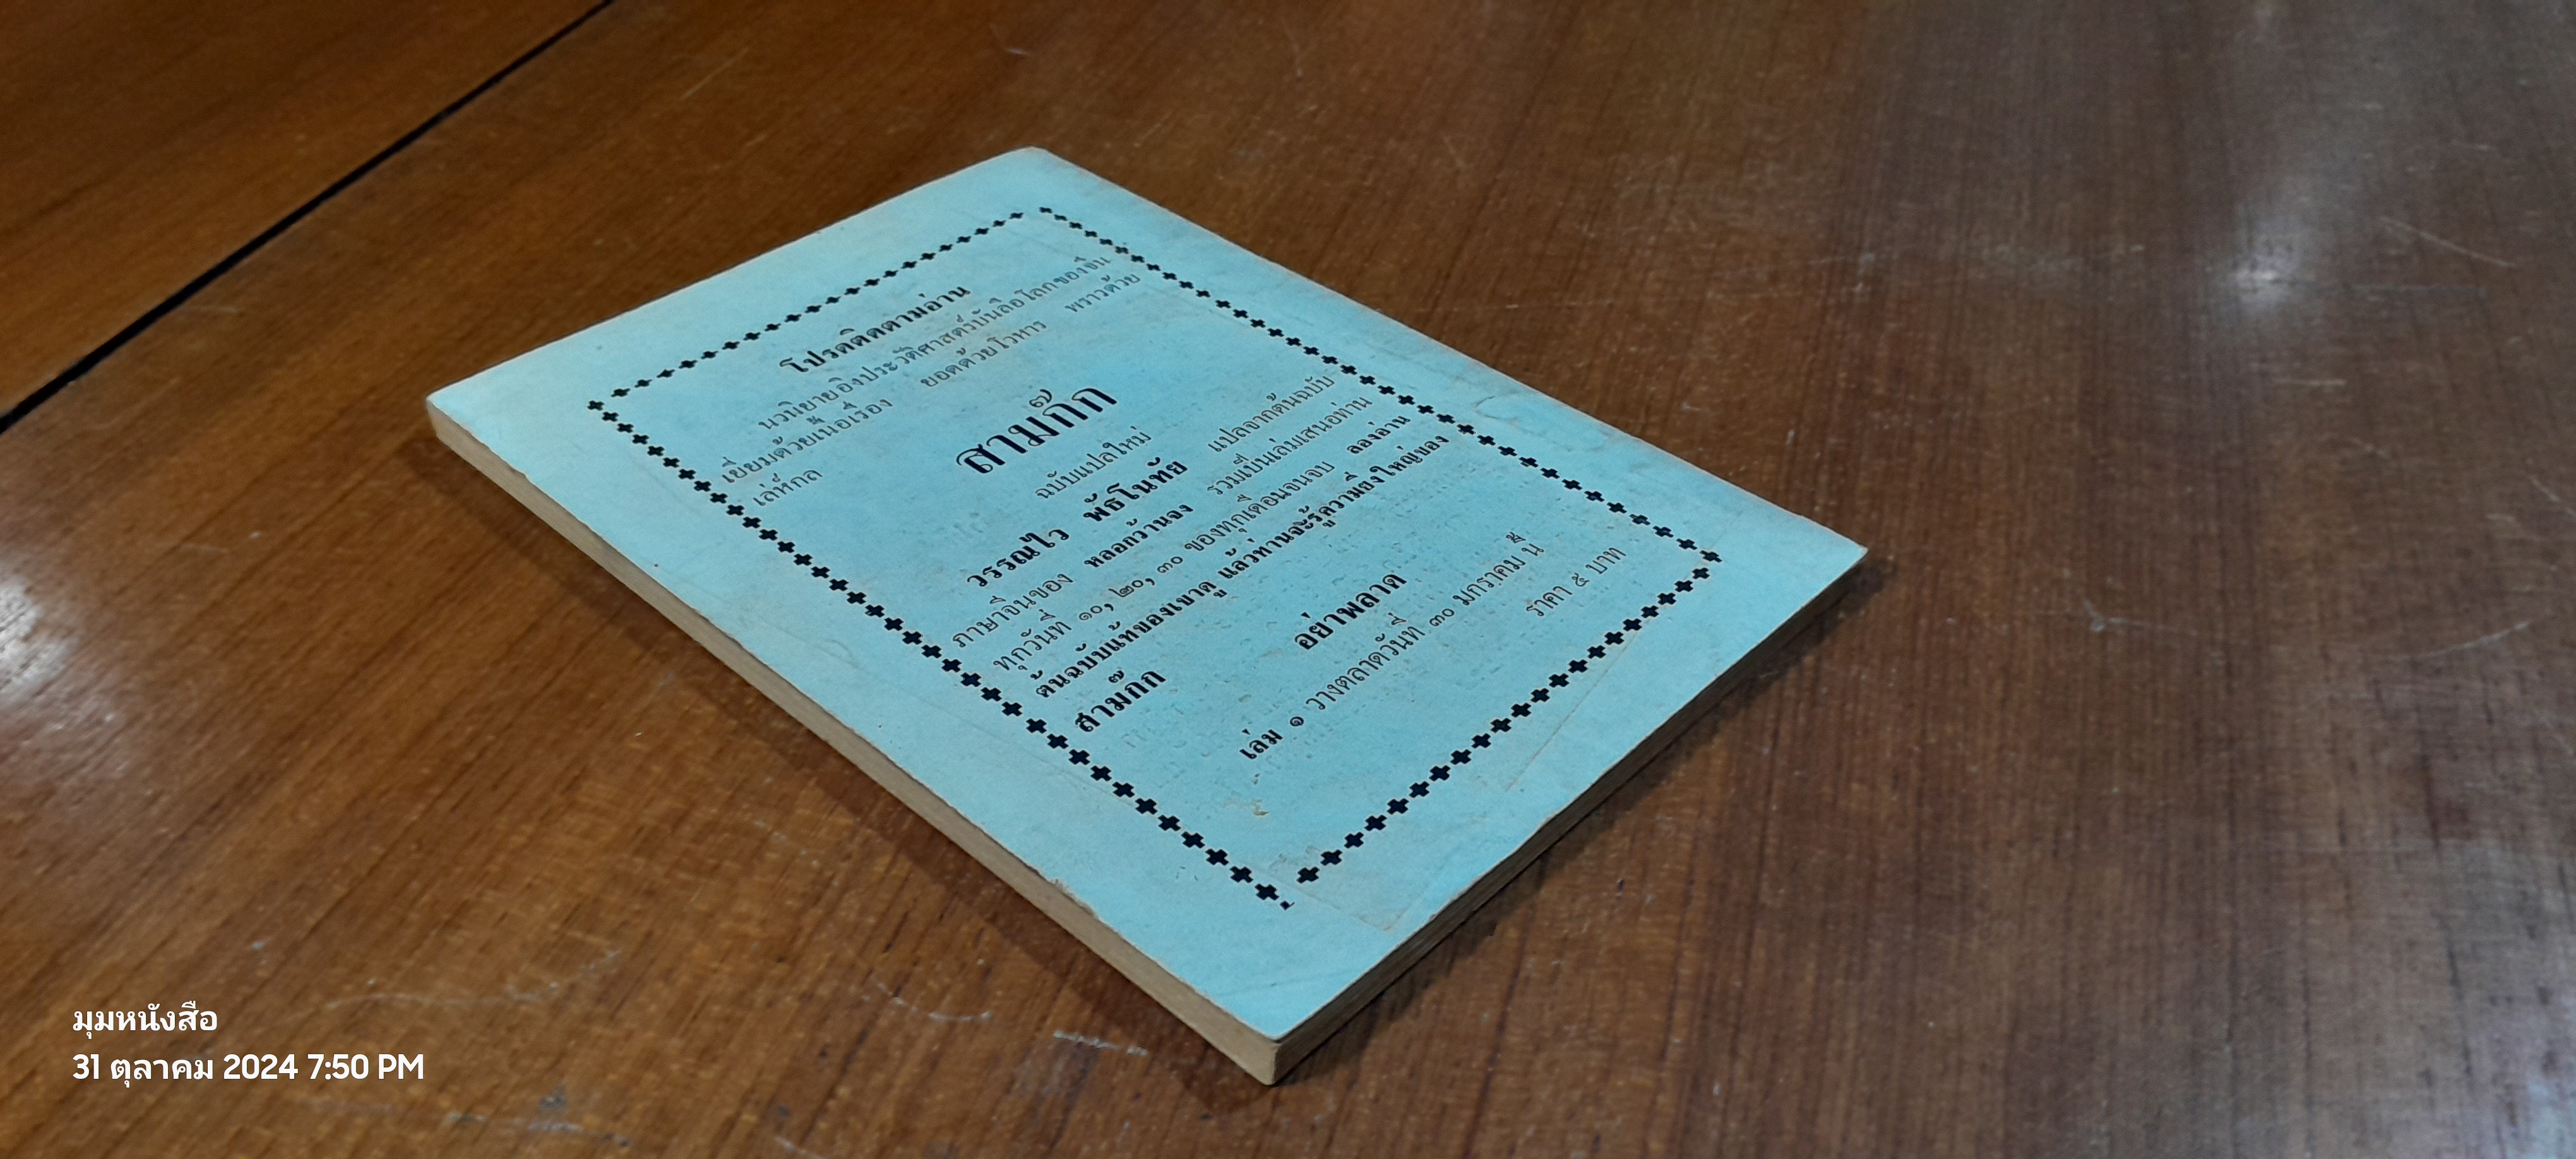 โปรดติดตามอ่าน
นวนิยายอิงประวัติศาสตร์บันลือโลกของจีน
เยี่ยมด้วยเนื้อเรื่อง ยอดด้วยโวหาร พราวด้วย
เล่ห์กล
สามก๊ก
ฉบับแปลใหม่
วรรณไว พัธโนทัย แปลจากต้นฉบับ
ภาษาจีนของ หลอกว้านจง รวมเป็นเล่มเสนอท่าน
ทุกวันที่ ๑๐, ๒๐, ๓๐ ของทุกเดือนจนจบ ลองอ่าน
ต้นฉบับแท้ของเขาดู แล้วท่านจะรู้ความยิ่งใหญ่ของ
สามก๊ก
อย่าพลาด
เล่ม ๑ วางตลาดวันที่ ๓๐ มกราคม นี้
ราคา ๕ บาท
มุมหนังสือ
31 ตุลาคม 2024 7:50 PM